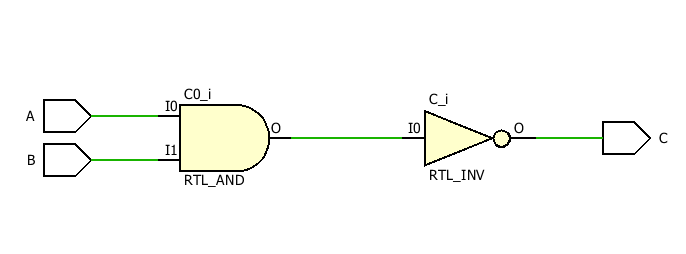 C0_i
C_i
A
I0
O
I0
O
C
B
I1
RTL_AND
RTL_INV